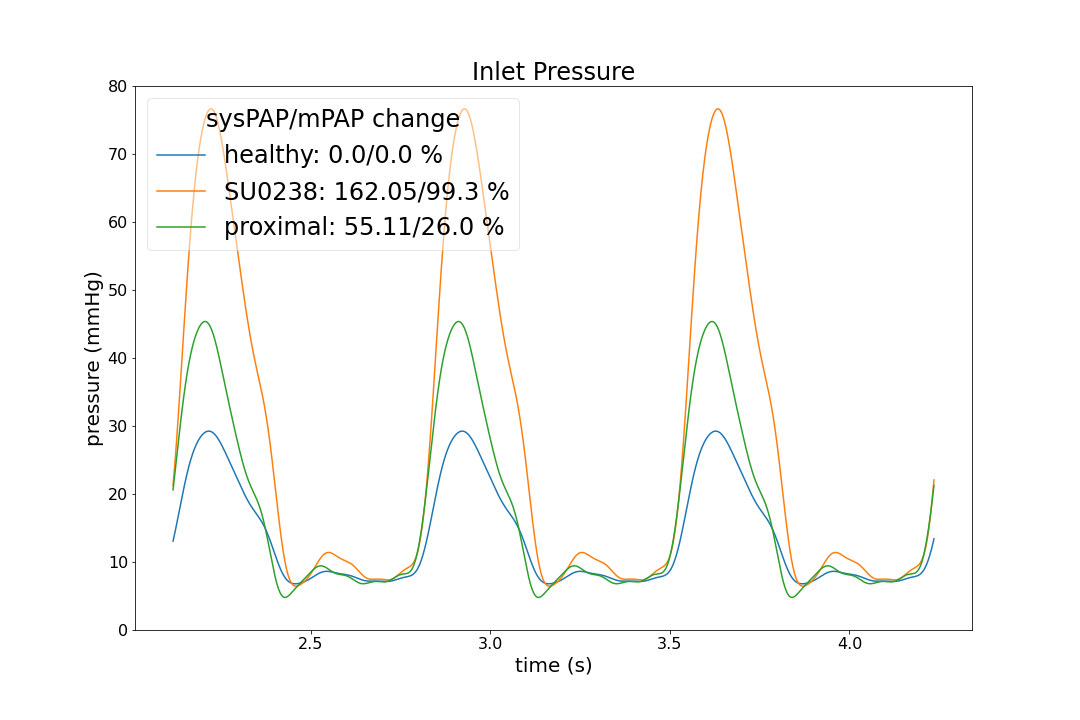 Inlet Pressure
80
70
60
50
40
30
20
10
0
pressure (mmHg)
sysPAP/mPAP change
healthy: 0.0/0.0 %
SU0238: 162.05/99.3 %
proximal: 55.11/26.0 %
2.5 3.0 3.5 4.0
time (s)